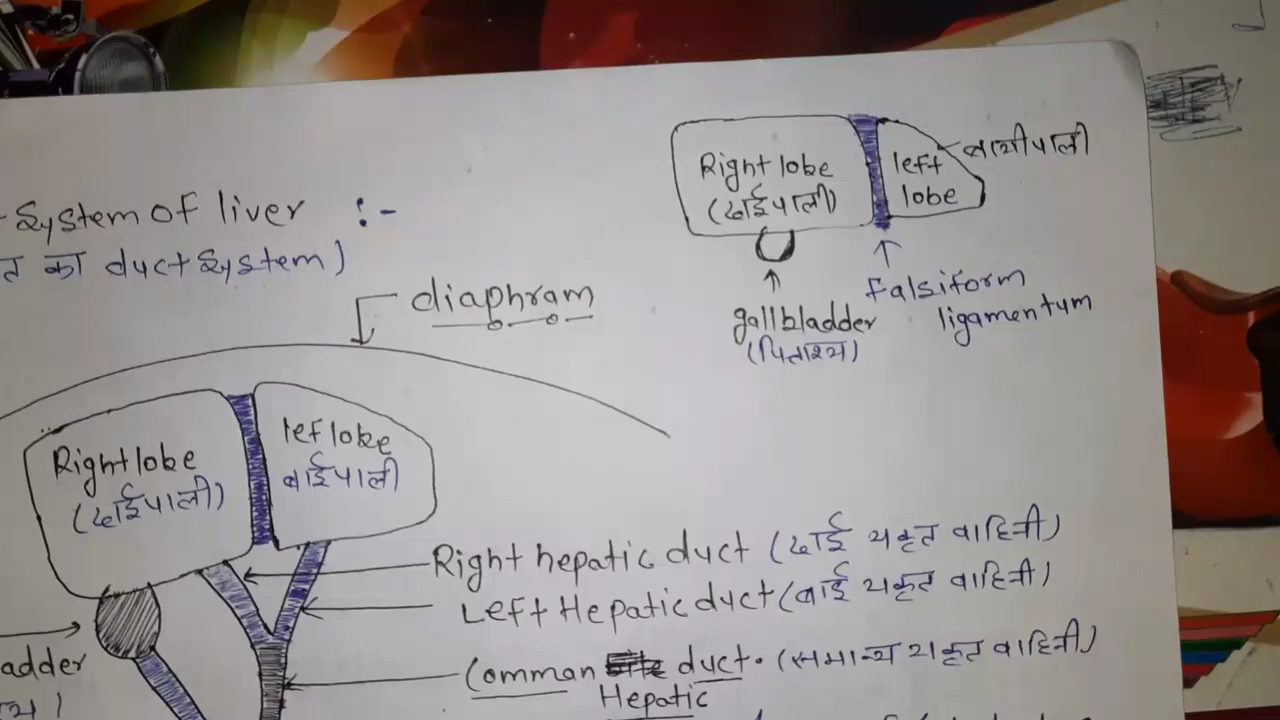 Right lobe
(दाईपाली)
left
lobe
बायीपाली
gallbladder
(पिताश्य)
falsiform
ligamentum
System of liver :-
त का duct System)
diaphram
Right lobe
(दाईपाली)
lef lobe
बाईपाली
Right hepatic duct (दाई यकृत वाहिनी)
Left Hepatic duct (बाई यकृत वाहिनी)
Comman duct. (समान्य यकृत वाहिनी)
Hepatic
adder